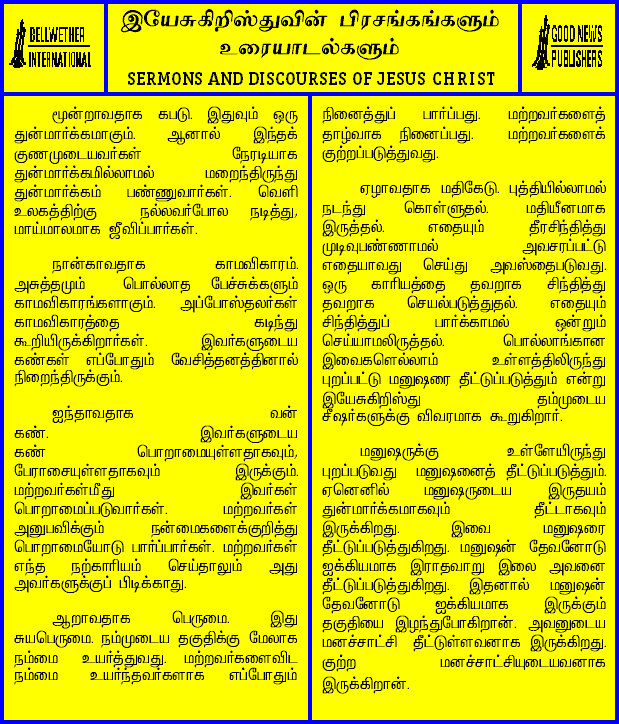 BELLWETHER
INTERNATIONAL
இயேசுகிறிஸ்துவின் பிரசங்கங்களும்
உரையாடல்களும்
SERMONS AND DISCOURSES OF JESUS CHRIST
GOOD NEWS
PUBLISHERS
மூன்றாவதாக கபடு. இதுவும் ஒரு
துன்மார்க்கமாகும். ஆனால் இந்தக்
குணமுடையவர்கள் நேரடியாக
துன்மார்க்கமில்லாமல் மறைந்திருந்து
துன்மார்க்கம் பண்ணுவார்கள். வெளி
உலகத்திற்கு நல்லவர்போல நடித்து,
மாய்மாலமாக ஜீவிப்பார்கள்.
நான்காவதாக காமவிகாரம்.
அசுத்தமும் பொல்லாத பேச்சுக்களும்
காமவிகாரங்களாகும். அப்போஸ்தலர்கள்
காமவிகாரத்தை கடிந்து
கூறியிருக்கிறார்கள். இவர்களுடைய
கண்கள் எப்போதும் வேசித்தனத்தினால்
நிறைந்திருக்கும்.
ஐந்தாவதாக வன்
கண். இவர்களுடைய
கண் பொறாமையுள்ளதாகவும்,
பேராசையுள்ளதாகவும் இருக்கும்.
மற்றவர்கள்மீது இவர்கள்
பொறாமைப்படுவார்கள். மற்றவர்கள்
அனுபவிக்கும் நன்மைகளைக்குறித்து
பொறாமையோடு பார்ப்பார்கள். மற்றவர்கள்
எந்த நற்காரியம் செய்தாலும் அது
அவர்களுக்குப் பிடிக்காது.
ஆறாவதாக பெருமை. இது
சுயபெருமை. நம்முடைய தகுதிக்கு மேலாக
நம்மை உயர்த்துவது. மற்றவர்களைவிட
நம்மை உயர்ந்தவர்களாக எப்போதும்
நினைத்துப் பார்ப்பது. மற்றவர்களைத்
தாழ்வாக நினைப்பது. மற்றவர்களைக்
குற்றப்படுத்துவது.
ஏழாவதாக மதிகேடு. புத்தியில்லாமல்
நடந்து கொள்ளுதல். மதியீனமாக
இருத்தல். எதையும் தீரசிந்தித்து
முடிவுபண்ணாமல் அவசரப்பட்டு
எதையாவது செய்து அவஸ்தைபடுவது.
ஒரு காரியத்தை தவறாக சிந்தித்து
தவறாக செயல்படுத்துதல். எதையும்
சிந்தித்துப் பார்க்காமல் ஒன்றும்
செய்யாமலிருத்தல். பொல்லாங்கான
இவைகளெல்லாம் உள்ளத்திலிருந்து
புறப்பட்டு மனுஷரை தீட்டுப்படுத்தும் என்று
இயேசுகிறிஸ்து தம்முடைய
சீஷர்களுக்கு விவரமாக கூறுகிறார்.
மனுஷருக்கு உள்ளேயிருந்து
புறப்படுவது மனுஷனைத் தீட்டுப்படுத்தும்.
ஏனெனில் மனுஷருடைய இருதயம்
துன்மார்க்கமாகவும் தீட்டாகவும்
இருக்கிறது. இவை மனுஷரை
தீட்டுப்படுத்துகிறது. மனுஷன் தேவனோடு
ஐக்கியமாக இராதவாறு இலை அவனை
தீட்டுப்படுத்துகிறது. இதனால் மனுஷன்
தேவனோடு ஐக்கியமாக இருக்கும்
தகுதியை இழந்துபோகிறான். அவனுடைய
மனச்சாட்சி தீட்டுள்ளவனாக இருக்கிறது.
குற்ற மனச்சாட்சியுடையவனாக
இருக்கிறான்.